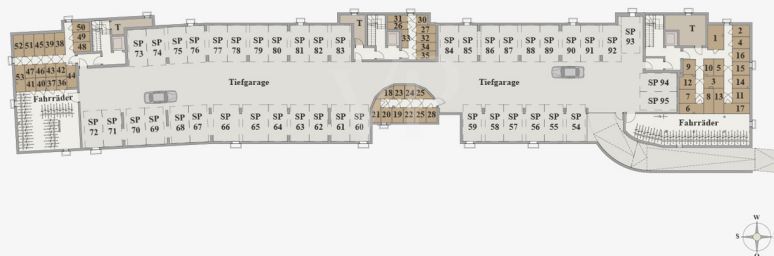 50
T
T
31
30
SP
93
T
2
52 51 45 39 38
49
26
27
1
4
48
SP
73
SP
74
SP
75
SP
76
SP
77
SP
78
SP
79
SP
80
SP
81
SP
82
SP
83
33
32
34
35
SP
84
SP
85
SP
86
SP
87
SP
88
SP
89
SP
90
SP
91
SP
92
16
53
47 46 43 42
44
41 40 37 36
Tiefgarage
Tiefgarage
SP 94
SP 95
9
10
5
15
12
3
14
7
8
13
11
6
17
Fahrräder
18 23 24 25
21 20 19 22 25 28
Fahrräder
SP
72
SP
71
SP
70
SP
69
SP
68
SP
67
SP
66
SP
65
SP
64
SP
63
SP
62
SP
61
SP
60
SP
59
SP
58
SP
57
SP
56
SP
55
SP
54
W
S
N
O